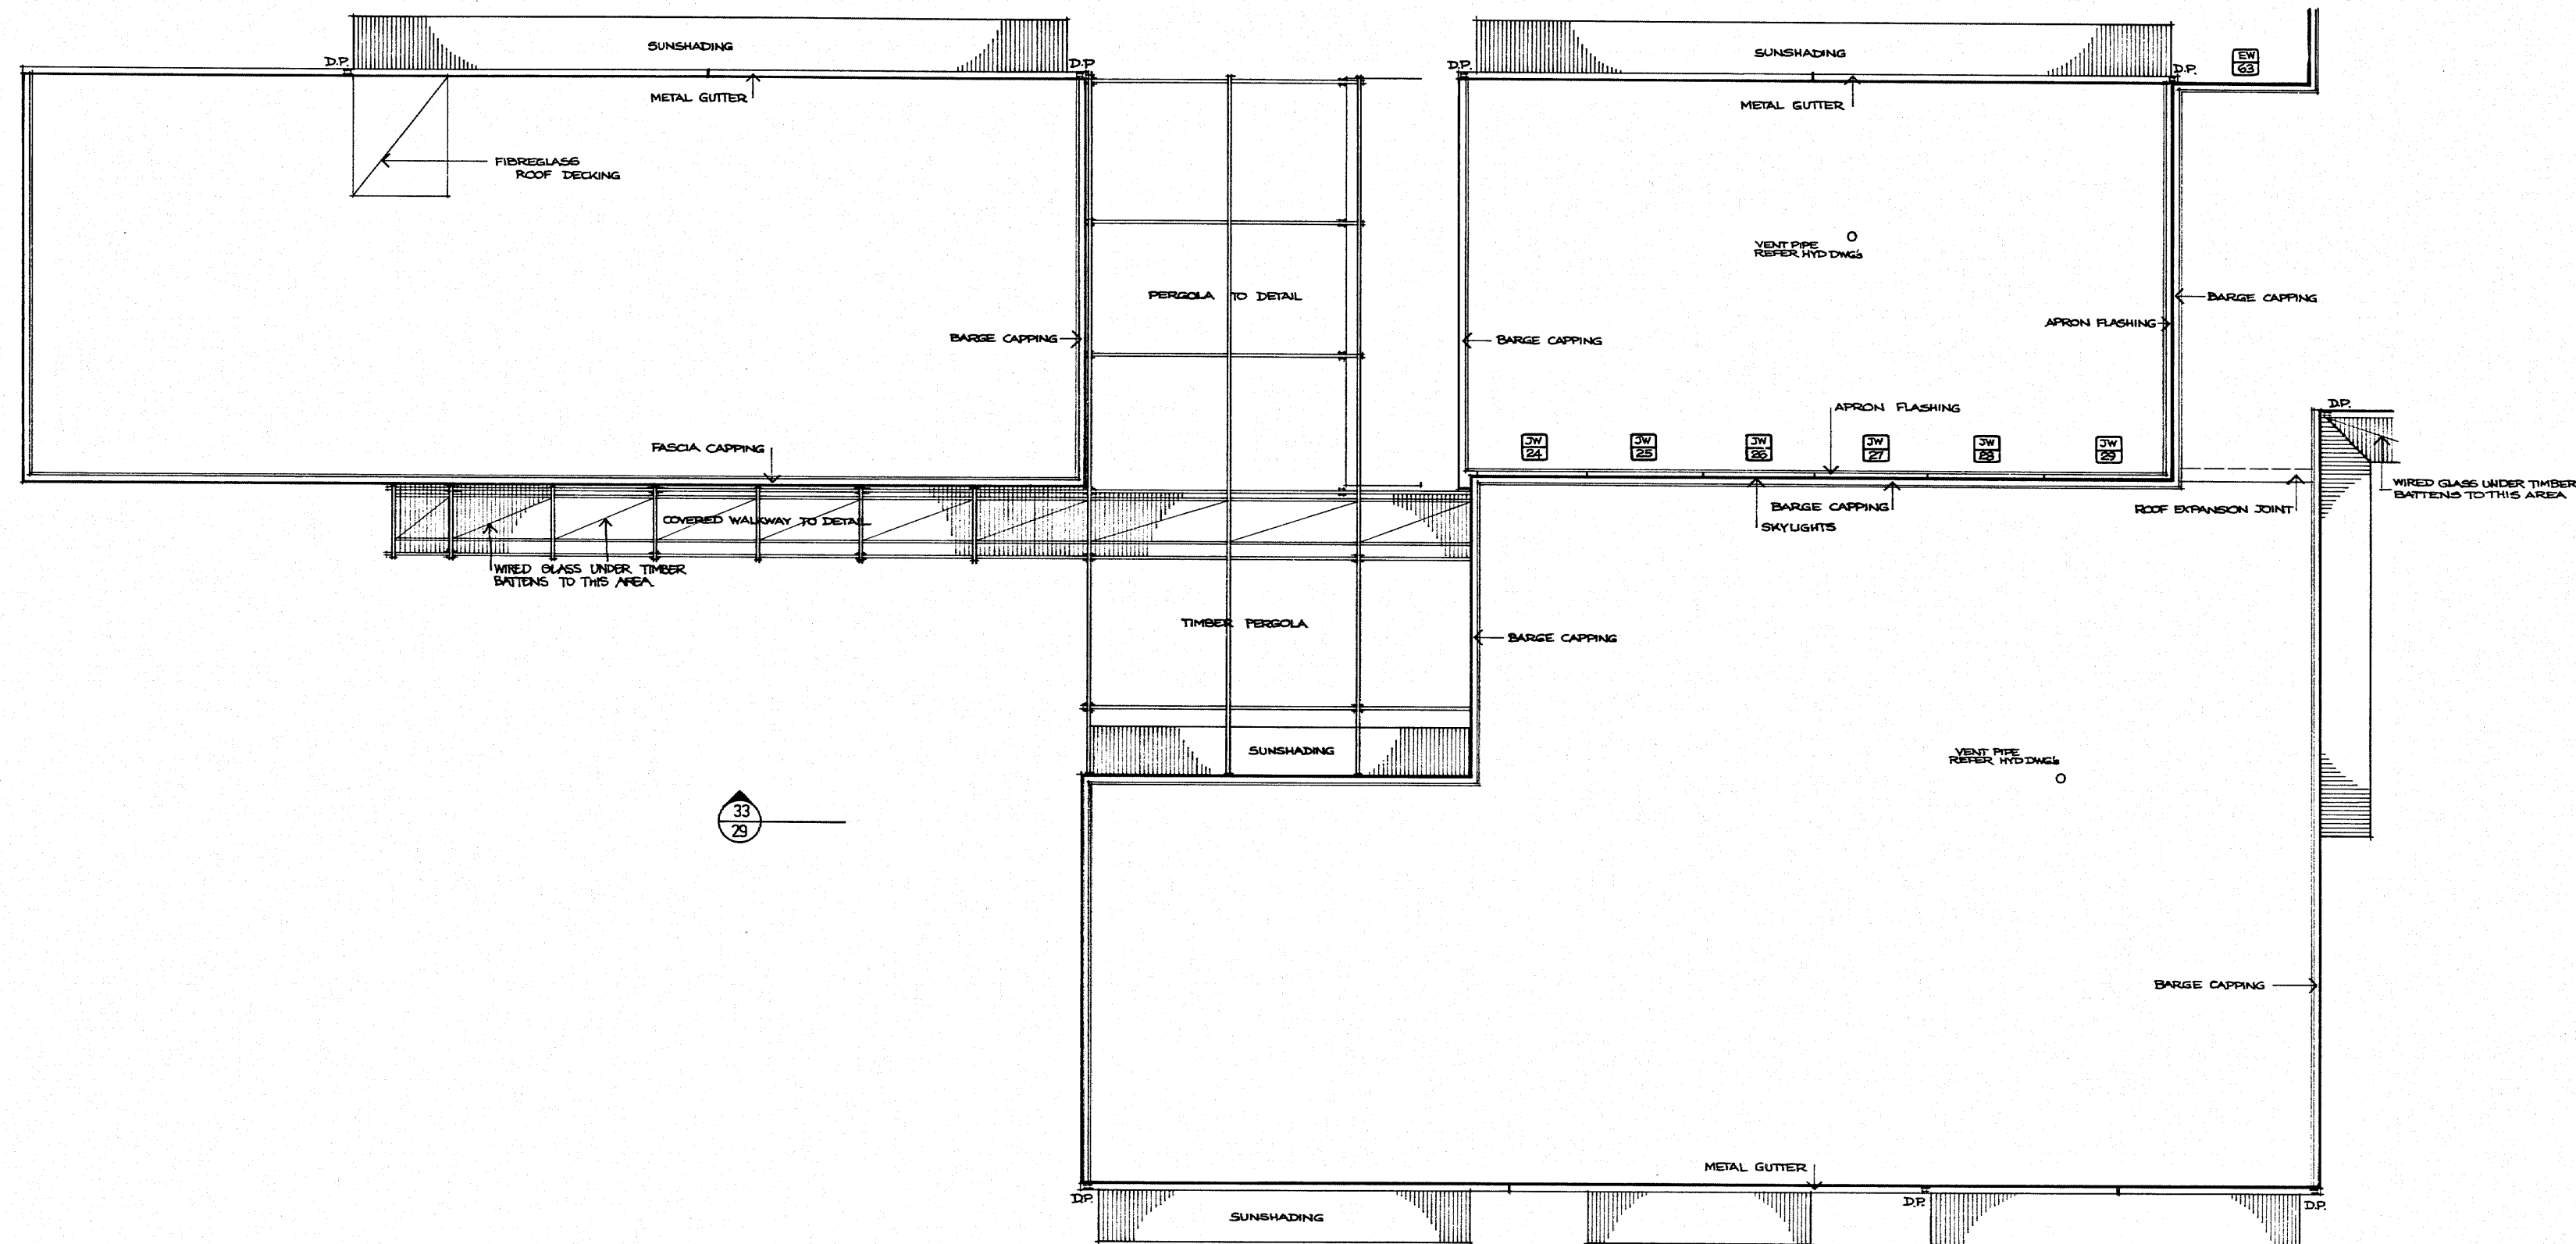 SUNSHADING
SUNSHADING
EW
63
D.P.
D.P.
D.P.
D.P.
METAL GUTTER
METAL GUTTER
FIBREGLASS
ROOF DECKING
VENT PIPE
REFER HYD DWG's
PERGOLA TO DETAIL
BARGE CAPPING
APRON FLASHING
BARGE CAPPING
BARGE CAPPING
APRON FLASHING
D.P.
FASCIA CAPPING
JW
24
JW
25
JW
26
JW
27
JW
28
JW
29
WIRED GLASS UNDER TIMBER
BATTENS TO THIS AREA
BARGE CAPPING
ROOF EXPANSION JOINT
COVERED WALKWAY TO DETAIL
SKYLIGHTS
WIRED GLASS UNDER TIMBER
BATTENS TO THIS AREA
TIMBER PERGOLA
BARGE CAPPING
SUNSHADING
VENT PIPE
REFER HYD DWG's
33
29
BARGE CAPPING
METAL GUTTER
D.P.
D.P.
D.P.
SUNSHADING